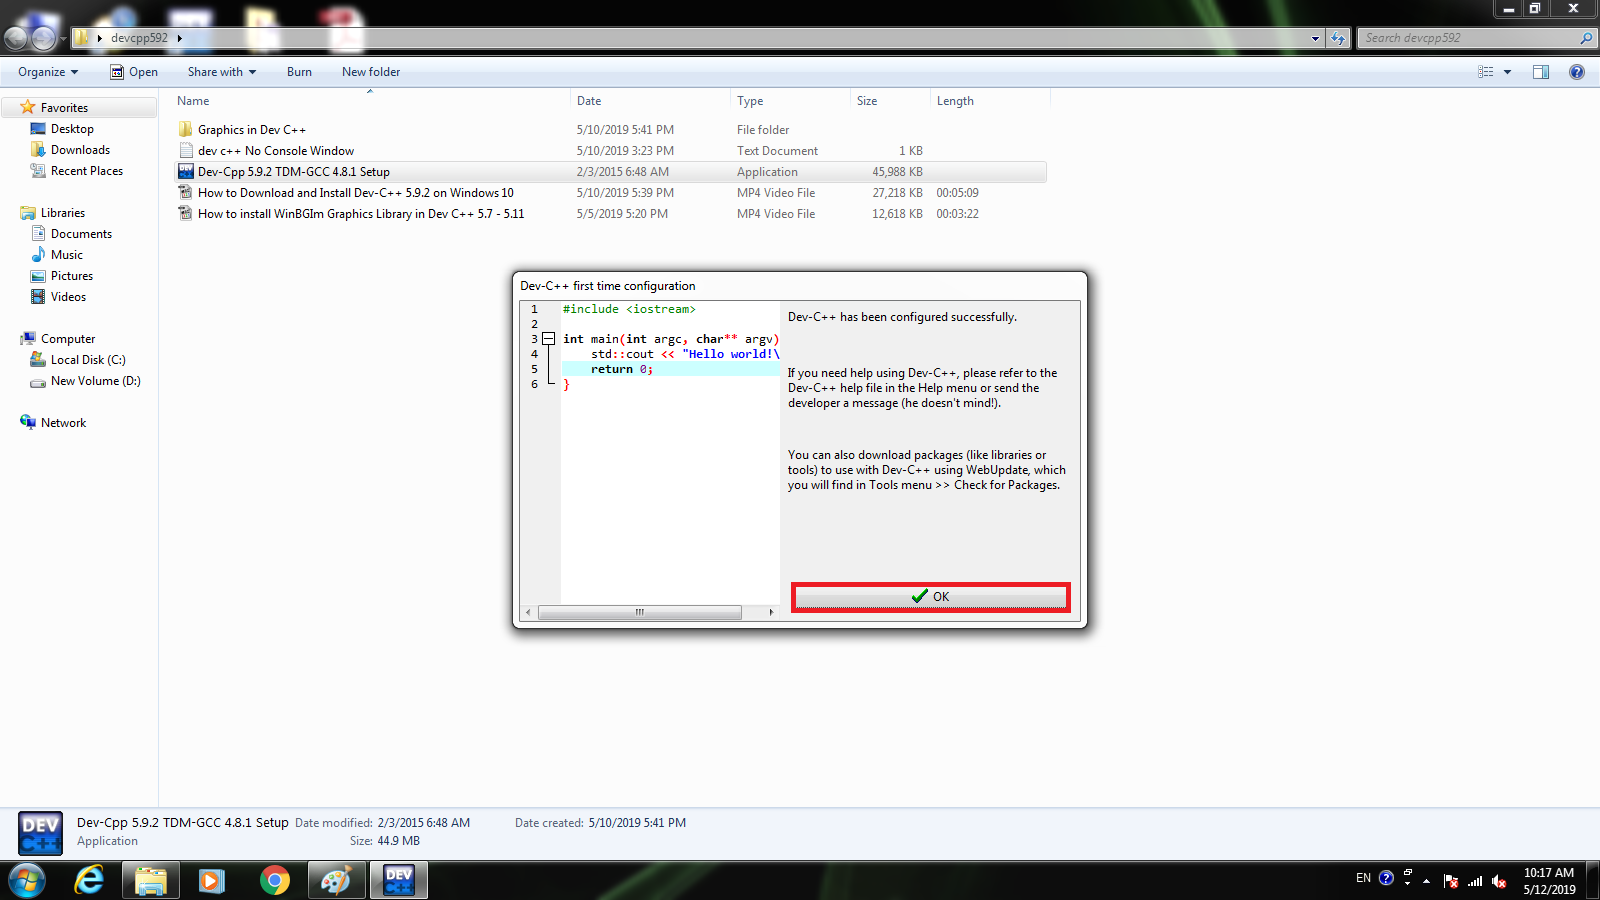 devcpp592
Search devcpp592
Organize Open Share with Burn New folder
Name Date Type Size Length
Favorites
Desktop
Downloads
Recent Places
Libraries
Documents
Music
Pictures
Videos
Computer
Local Disk (C:)
New Volume (D:)
Network
Graphics in Dev C++ 5/10/2019 5:41 PM File folder
dev c++ No Console Window 5/10/2019 3:23 PM Text Document 1 KB
Dev-Cpp 5.9.2 TDM-GCC 4.8.1 Setup 2/3/2015 6:48 AM Application 45,988 KB
How to Download and Install Dev-C++ 5.9.2 on Windows 10 5/10/2019 5:39 PM MP4 Video File 27,218 KB 00:05:09
How to install WinBGIm Graphics Library in Dev C++ 5.7 - 5.11 5/5/2019 5:20 PM MP4 Video File 12,618 KB 00:03:22
Dev-C++ first time configuration
1 #include <iostream>
2
3 int main(int argc, char** argv)
4 std::cout << "Hello world!\
5 return 0;
6 }
Dev-C++ has been configured successfully.
If you need help using Dev-C++, please refer to the
Dev-C++ help file in the Help menu or send the
developer a message (he doesn't mind!).
You can also download packages (like libraries or
tools) to use with Dev-C++ using WebUpdate, which
you will find in Tools menu >> Check for Packages.
OK
DEV C++
Dev-Cpp 5.9.2 TDM-GCC 4.8.1 Setup Date modified: 2/3/2015 6:48 AM Date created: 5/10/2019 5:41 PM
Application Size: 44.9 MB
DEV C++
EN
10:17 AM
5/12/2019